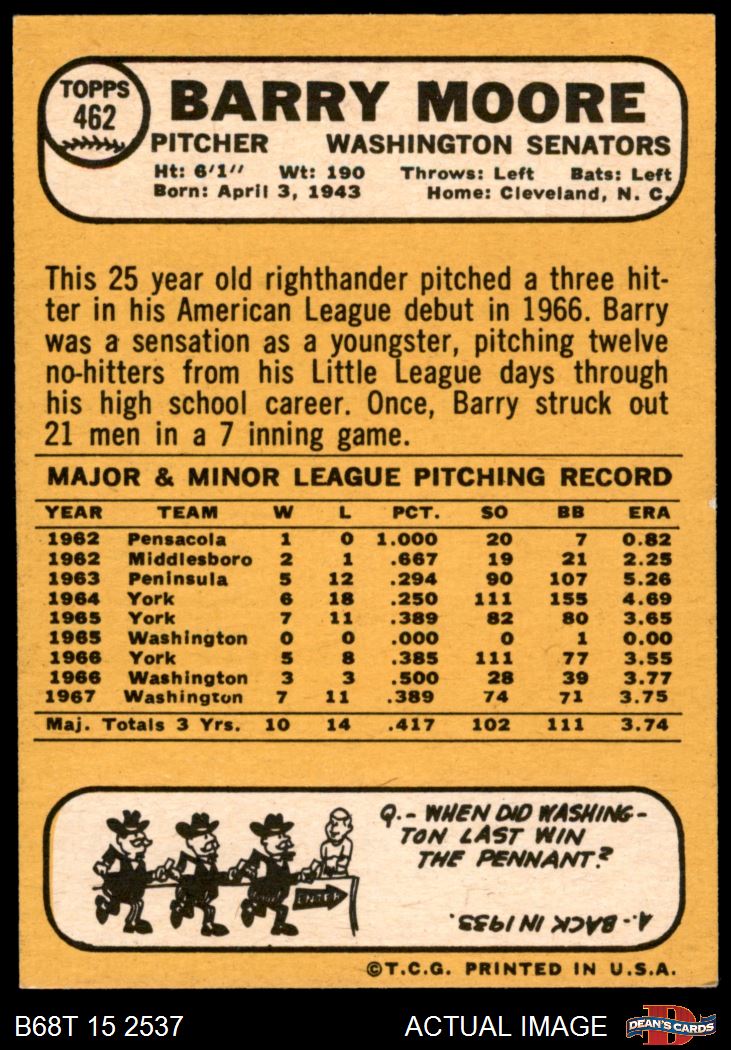 TOPPS
462
BARRY MOORE
PITCHER WASHINGTON SENATORS
Ht: 6'1" Wt: 190 Throws: Left Bats: Left
Born: April 3, 1943 Home: Cleveland, N. C.
This 25 year old righthander pitched a three hit-
ter in his American League debut in 1966. Barry
was a sensation as a youngster, pitching twelve
no-hitters from his Little League days through
his high school career. Once, Barry struck out
21 men in a 7 inning game.
MAJOR & MINOR LEAGUE PITCHING RECORD
YEAR TEAM W L PCT. SO BB ERA
1962 Pensacola 1 0 1.000 20 7 0.82
1962 Middlesboro 2 1 .667 19 21 2.25
1963 Peninsula 5 12 .294 90 107 5.26
1964 York 6 18 .250 111 155 4.69
1965 York 7 11 .389 82 80 3.65
1965 Washington 0 0 .000 0 1 0.00
1966 York 5 8 .385 111 77 3.55
1966 Washington 3 3 .500 28 39 3.77
1967 Washington 7 11 .389 74 71 3.75
Maj. Totals 3 Yrs. 10 14 .417 102 111 3.74
Q.- WHEN DID WASHING-
TON LAST WIN
THE PENNANT?
A.- BACK IN 1933.
©T.C.G. PRINTED IN U.S.A.
B68T 15 2537 ACTUAL IMAGE
D
DEAN'S CARDS